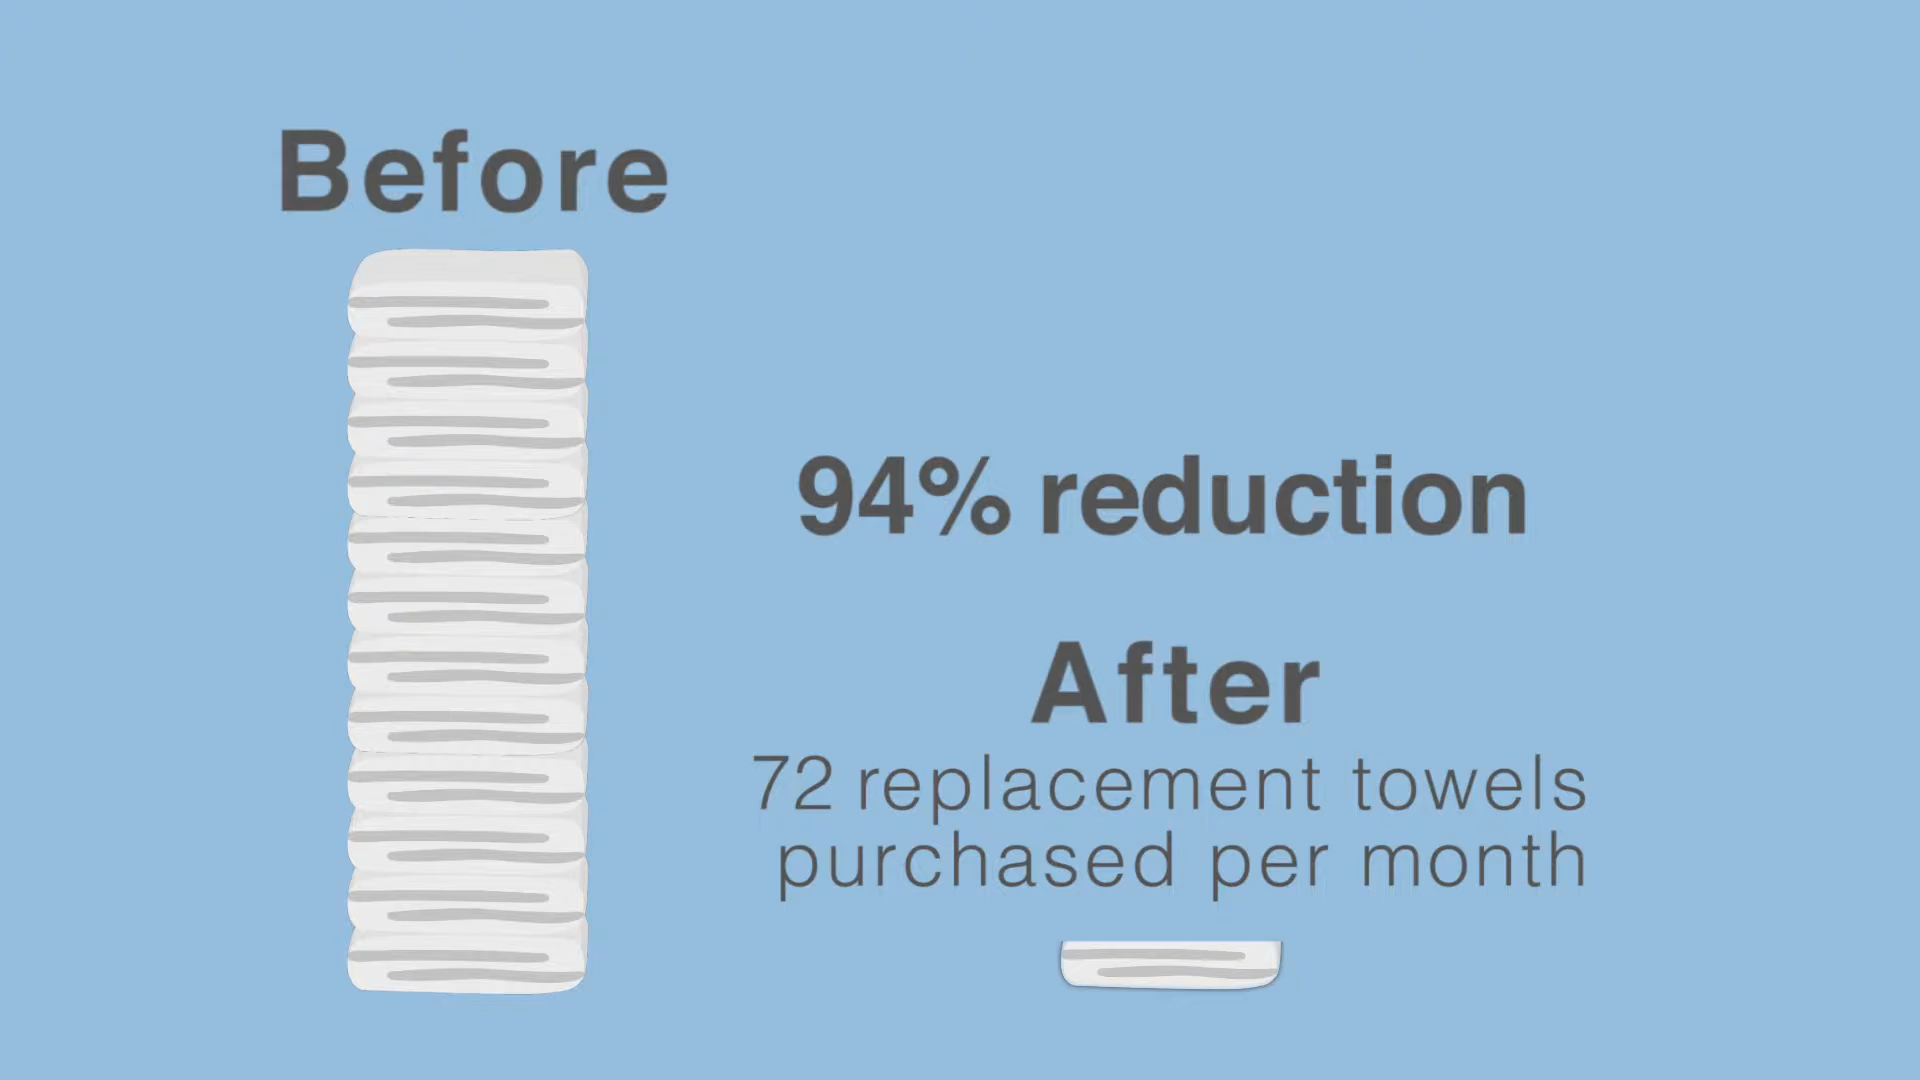 Before
94% reduction
After
72 replacement towels
purchased per month